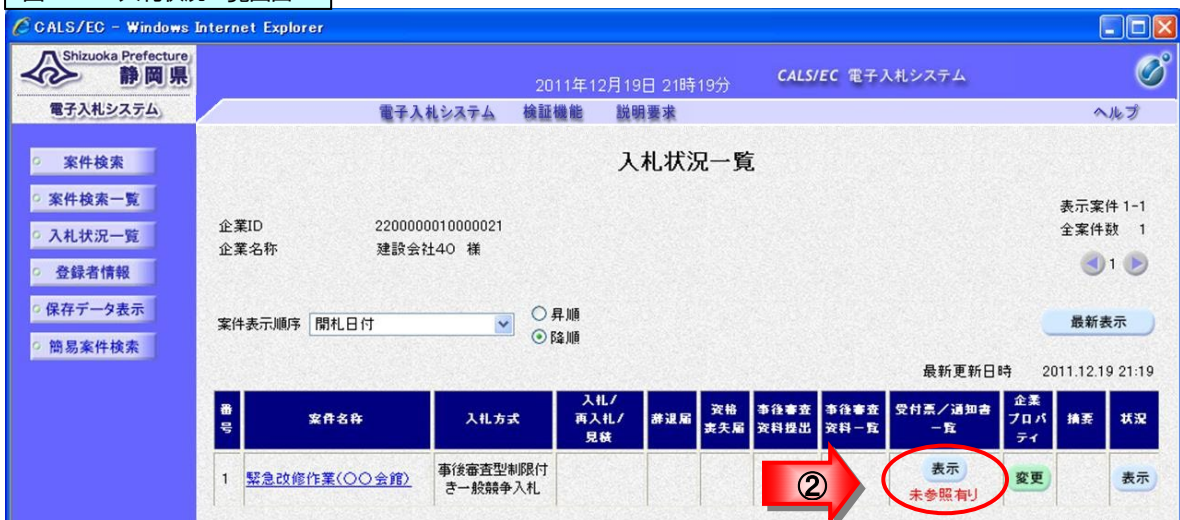 CALS/EC - Windows Internet Explorer
Shizuoka Prefecture
静岡県
電子入札システム
2011年12月19日 21時19分
CALS/EC 電子入札システム
電子入札システム 検証機能 説明要求 ヘルプ
案件検索
案件検索一覧
入札状況一覧
登録者情報
保存データ表示
簡易案件検索
入札状況一覧
企業ID 2200000010000021
企業名称 建設会社40 様
表示案件 1-1
全案件数 1
1
案件表示順序 開札日付
昇順
降順
最新表示
最新更新日時 2011.12.19 21:19
番号
案件名称
入札方式
入札/
再入札/
見積
辞退届
資格
喪失届
事後審査
資料提出
事後審査
資料一覧
受付票/通知書
一覧
企業
プロパ
ティ
摘要
状況
1
緊急改修作業(〇〇会館)
事後審査型制限付
き一般競争入札
②
表示
未参照有り
変更
表示